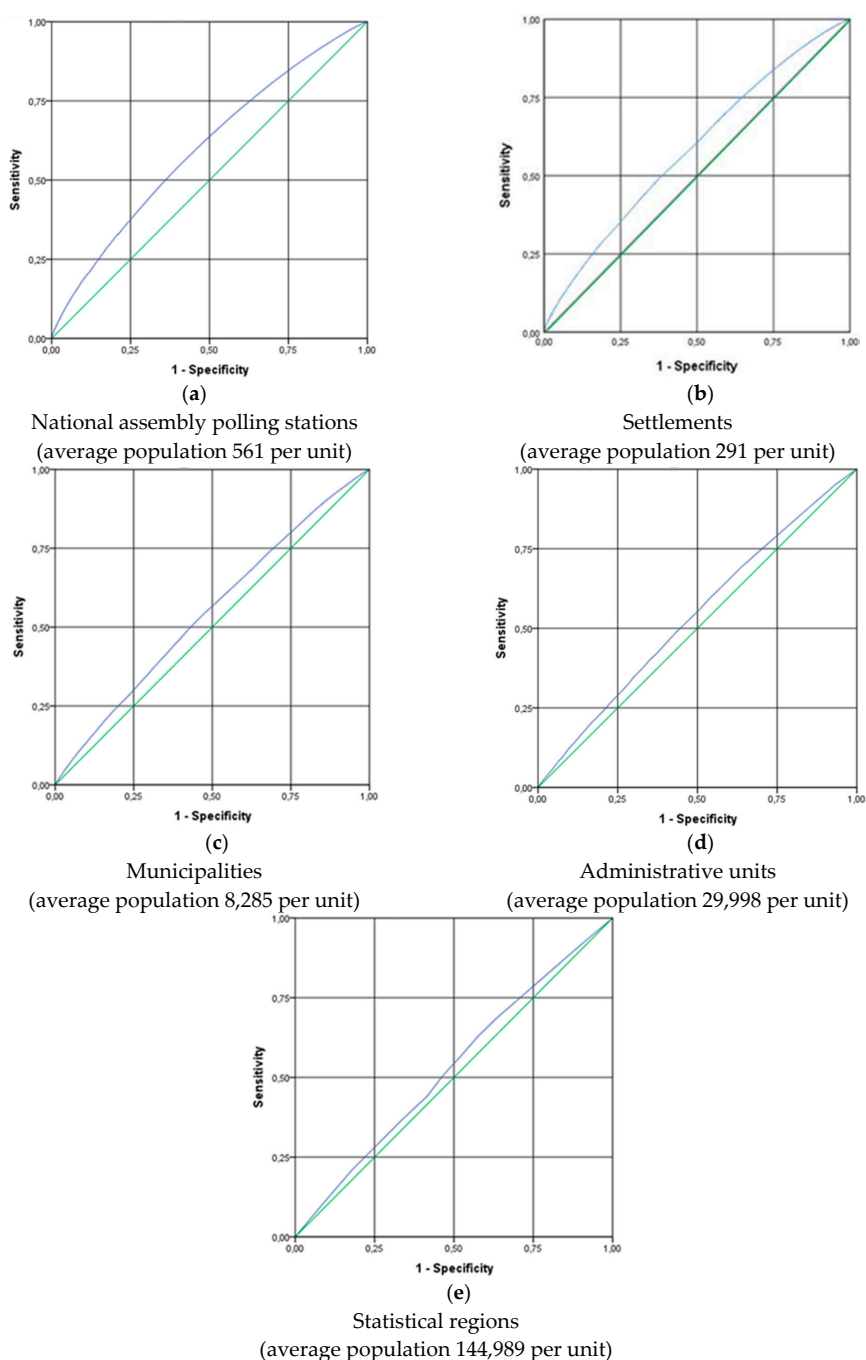 1,00
0,75
Sensitivity
0,50
0,25
0,00
0,00 0,25 0,50 0,75 1,00
1 - Specificity
(a)
National assembly polling stations
(average population 561 per unit)
1,00
0,75
Sensitivity
0,50
0,25
0,00
0,00 0,25 0,50 0,75 1,00
1 - Specificity
(b)
Settlements
(average population 291 per unit)
1,00
0,75
Sensitivity
0,50
0,25
0,00
0,00 0,25 0,50 0,75 1,00
1 - Specificity
(c)
Municipalities
(average population 8,285 per unit)
1,00
0,75
Sensitivity
0,50
0,25
0,00
0,00 0,25 0,50 0,75 1,00
1 - Specificity
(d)
Administrative units
(average population 29,998 per unit)
1,00
0,75
Sensitivity
0,50
0,25
0,00
0,00 0,25 0,50 0,75 1,00
1 - Specificity
(e)
Statistical regions
(average population 144,989 per unit)